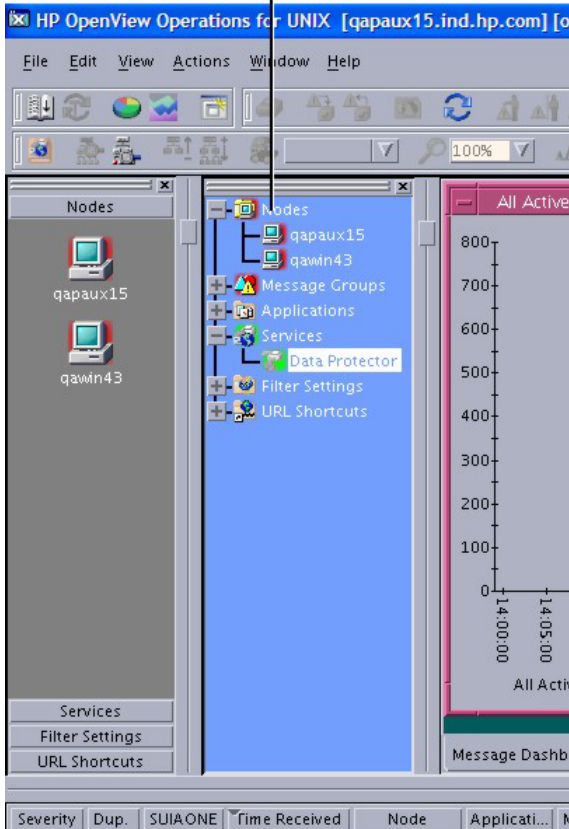 HP OpenView Operations for UNIX [qapaux15.ind.hp.com] [o
File Edit View Actions Window Help
100%
Nodes
qapaux15
qawin43
Services
Filter Settings
URL Shortcuts
Nodes
qapaux15
qawin43
Message Groups
Applications
Services
Data Protector
Filter Settings
URL Shortcuts
All Active
800
700
600
500
400
300
200
100
0
14:00:00
14:05:00
All Acti
Message Dashb
Severity Dup. SUIAONE Time Received Node Applicati... M